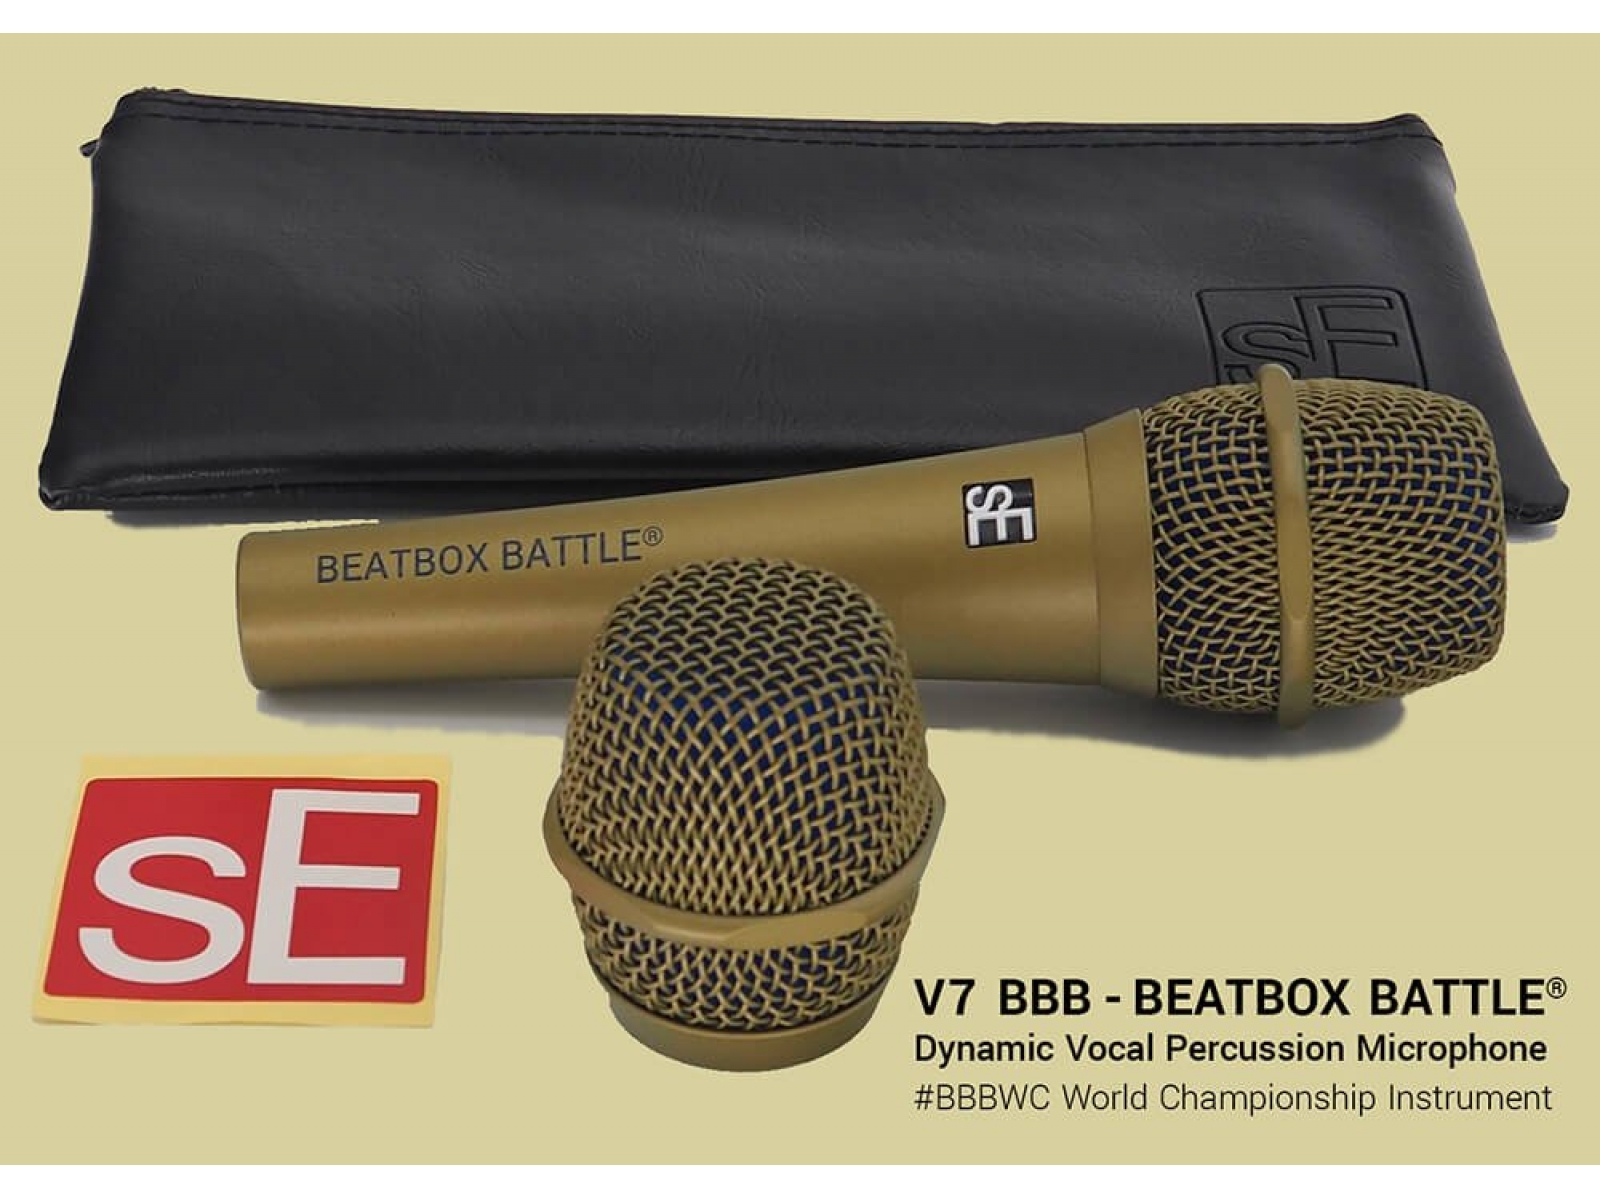 sE
BEATBOX BATTLE®
sE
sE
V7 BBB - BEATBOX BATTLE®
Dynamic Vocal Percussion Microphone
#BBBWC World Championship Instrument